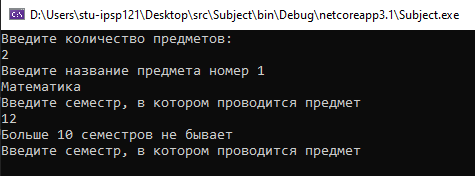 D:\Users\stu-ipsp121\Desktop\src\Subject\bin\Debug\netcoreapp3.1\Subject.exe
Введите количество предметов:
2
Введите название предмета номер 1
Математика
Введите семестр, в котором проводится предмет
12
Больше 10 семестров не бывает
Введите семестр, в котором проводится предмет